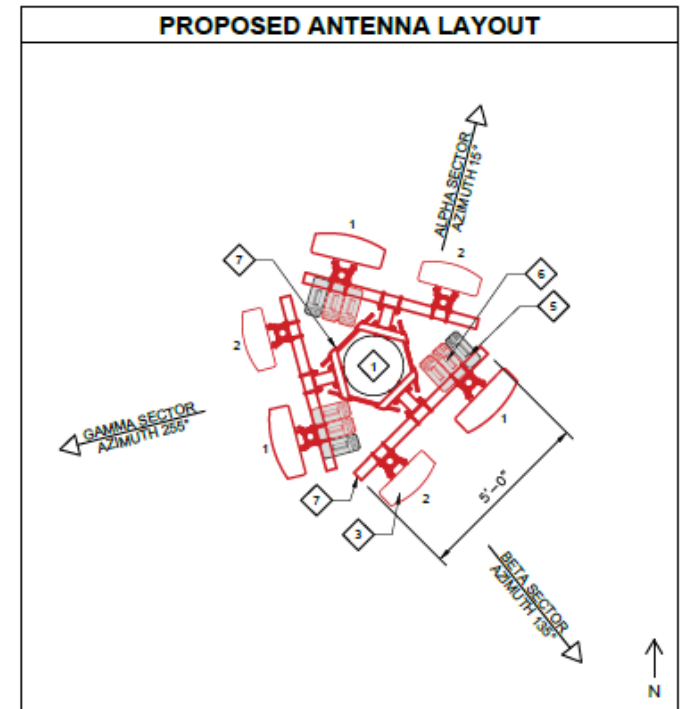 PROPOSED ANTENNA LAYOUT
ALPHA SECTOR
AZIMUTH 15°
1
2
7
6
5
2
1
1
GAMMA SECTOR
AZIMUTH 255°
1
2
7
3
5'-0"
BETA SECTOR
AZIMUTH 135°
N